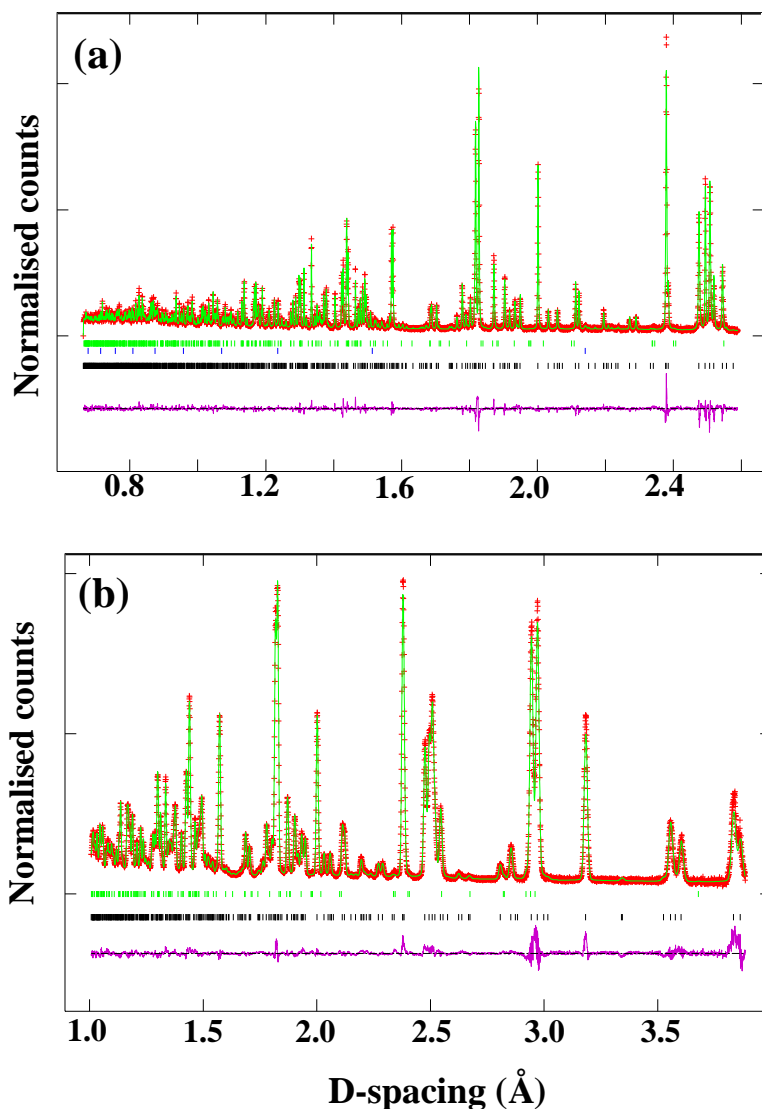 (a)
Normalised counts
0.8 1.2 1.6 2.0 2.4
(b)
Normalised counts
1.0 1.5 2.0 2.5 3.0 3.5
D-spacing (Å)